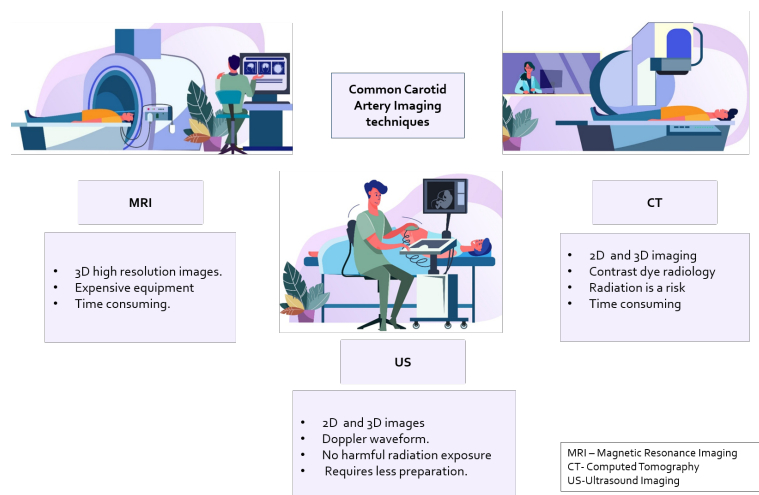 Common Carotid
Artery Imaging
techniques
MRI
• 3D high resolution images.
• Expensive equipment
• Time consuming.
CT
• 2D and 3D imaging
• Contrast dye radiology
• Radiation is a risk
• Time consuming
US
• 2D and 3D images
• Doppler waveform.
• No harmful radiation exposure
• Requires less preparation.
MRI – Magnetic Resonance Imaging
CT- Computed Tomography
US-Ultrasound Imaging